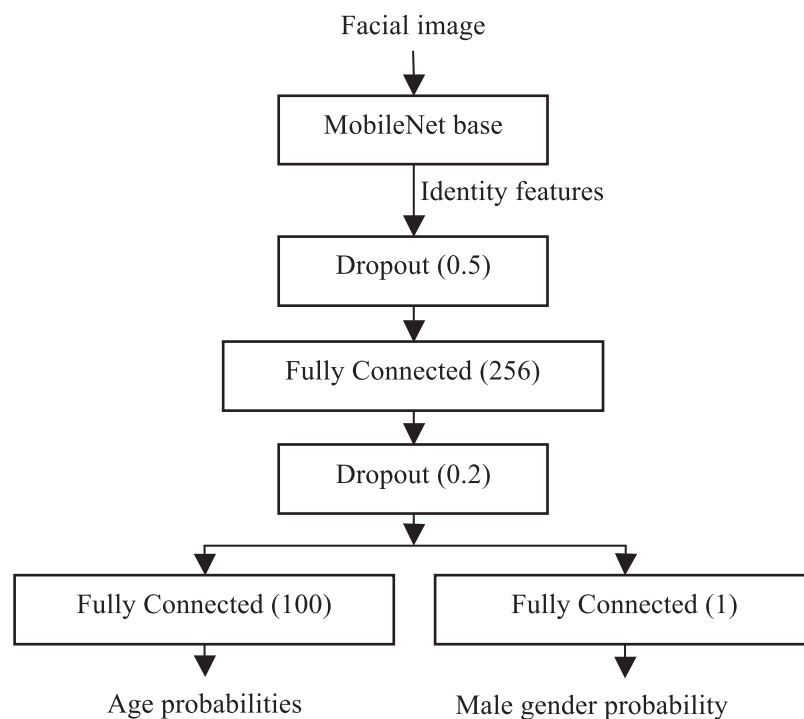 Facial image
MobileNet base
Identity features
Dropout (0.5)
Fully Connected (256)
Dropout (0.2)
Fully Connected (100)
Fully Connected (1)
Age probabilities
Male gender probability